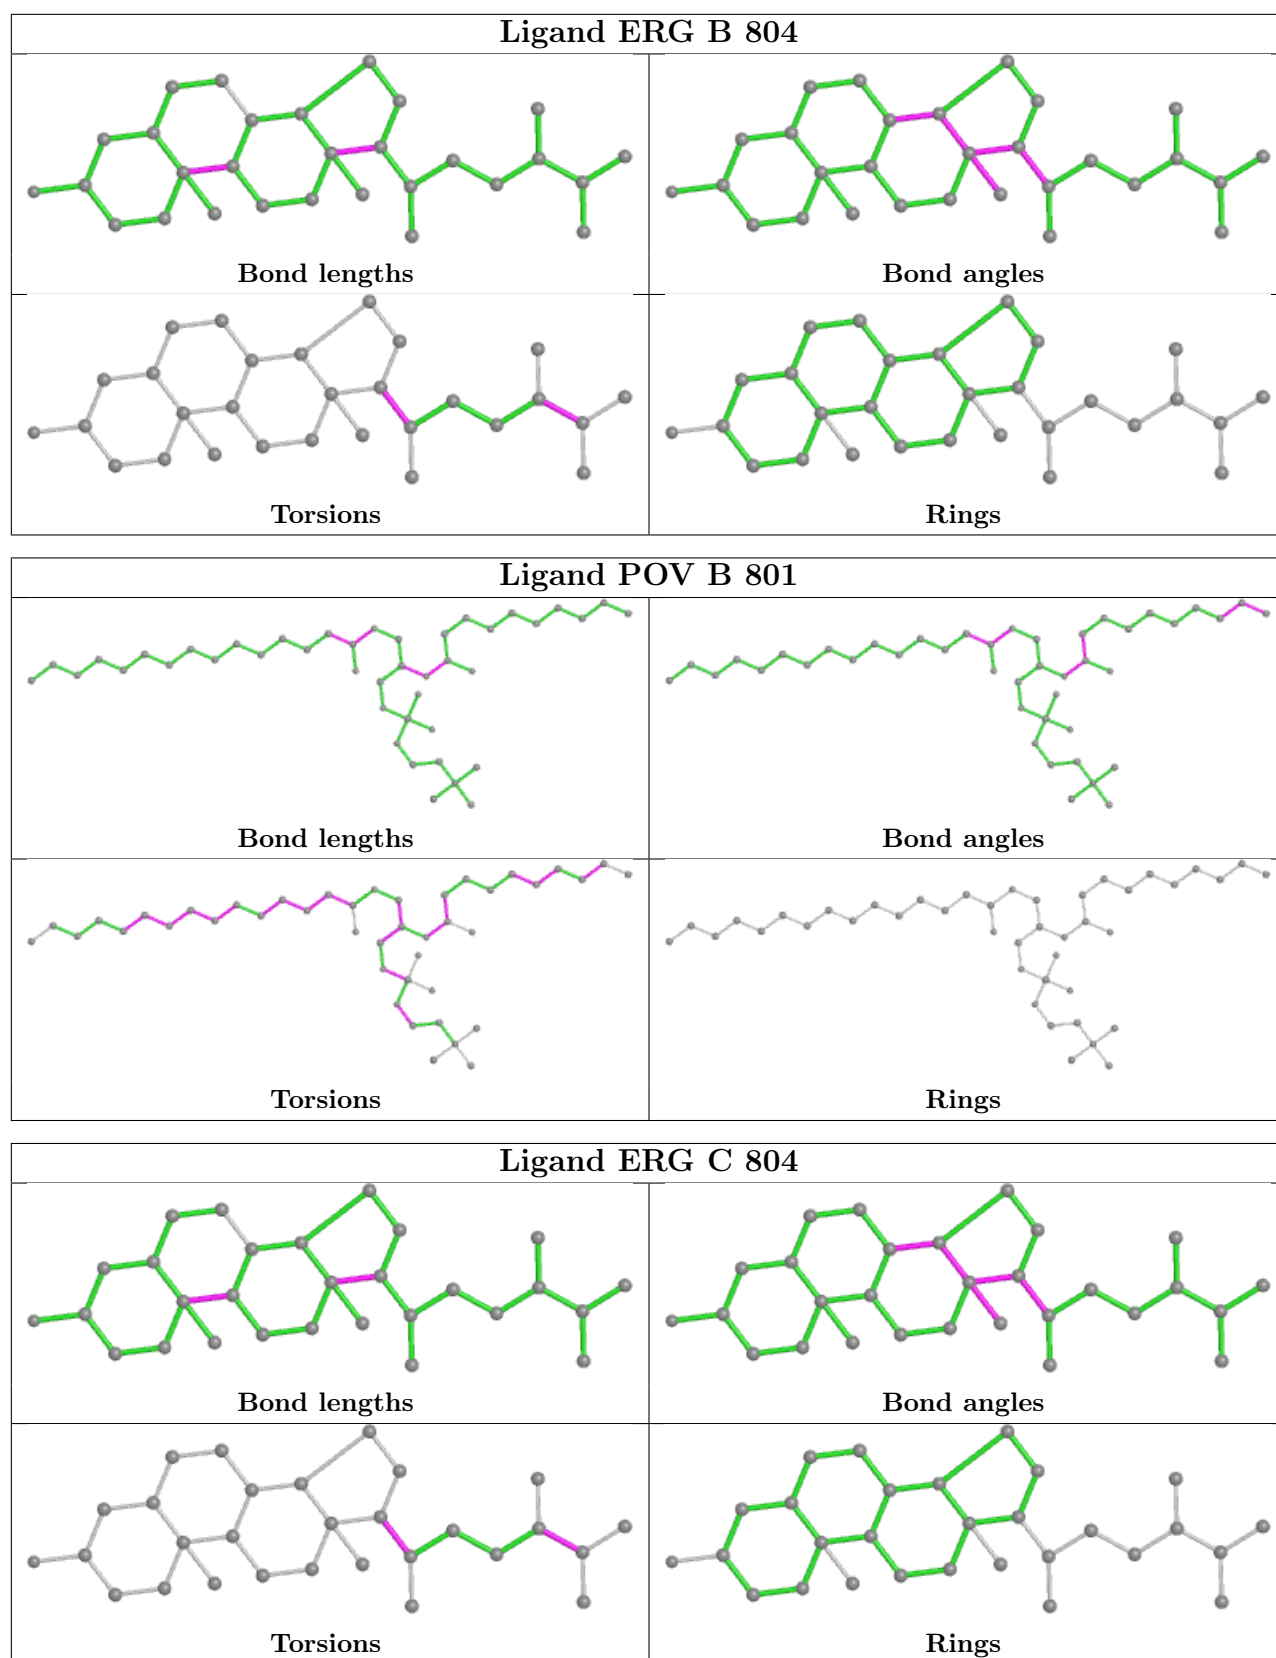 Ligand ERG B 804
Bond lengths
Bond angles
Torsions
Rings
Ligand POV B 801
Bond lengths
Bond angles
Torsions
Rings
Ligand ERG C 804
Bond lengths
Bond angles
Torsions
Rings